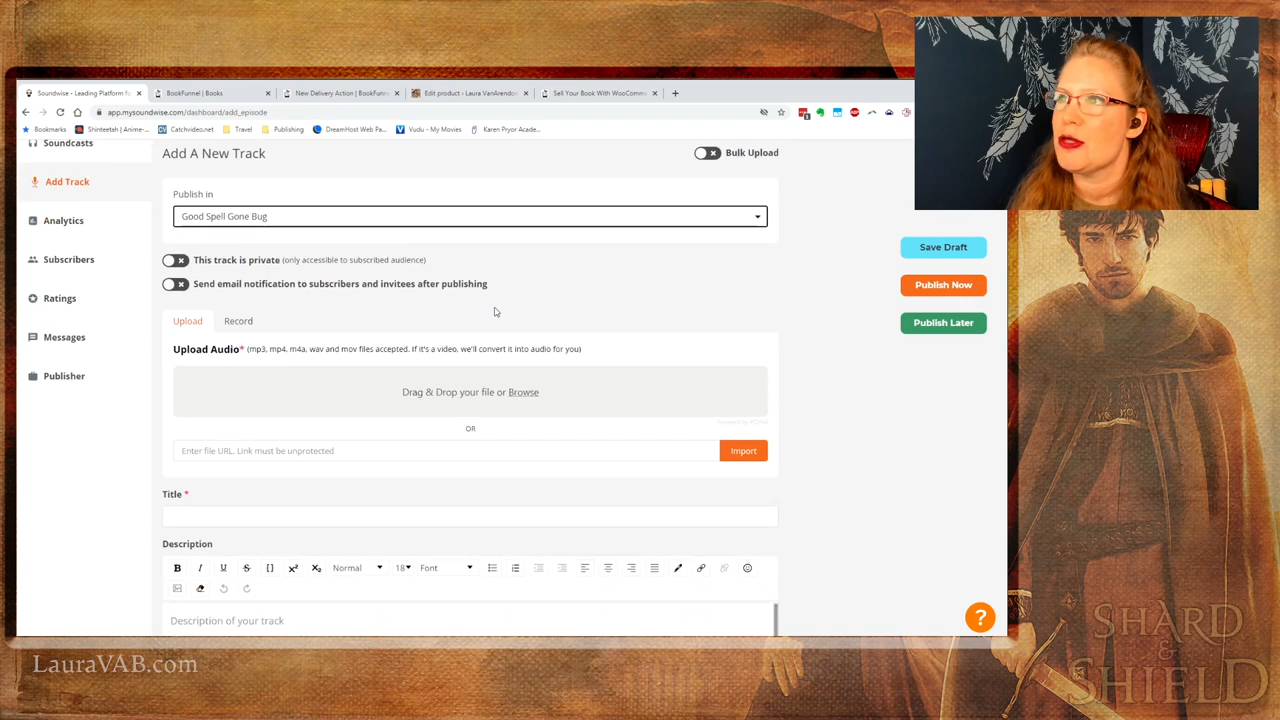 Soundwise - Leading Platform fo
BookFunnel | Books
New Delivery Action | BookFunne
Edit product ‹ Laura VanArendon
Sell Your Book With WooComme
app.mysoundwise.com/dashboard/add_episode
Bookmarks
Shinteetah | Anime-...
Catchvideo.net
Travel
Publishing
DreamHost Web Pa...
Vudu - My Movies
Karen Pryor Acade...
Soundcasts
Add Track
Analytics
Subscribers
Ratings
Messages
Publisher
Add A New Track
Bulk Upload
Publish in
Good Spell Gone Bug
This track is private (only accessible to subscribed audience)
Send email notification to subscribers and invitees after publishing
Save Draft
Publish Now
Publish Later
Upload
Record
Upload Audio* (mp3, mp4, m4a, wav and mov files accepted. If it's a video, we'll convert it into audio for you)
Drag & Drop your file or Browse
OR
Enter file URL. Link must be unprotected
Import
Title *
Description
B I U S [] X² X₂ Normal 18 Font
Description of your track
?
LauraVAB.com
SHARD
&
SHIELD